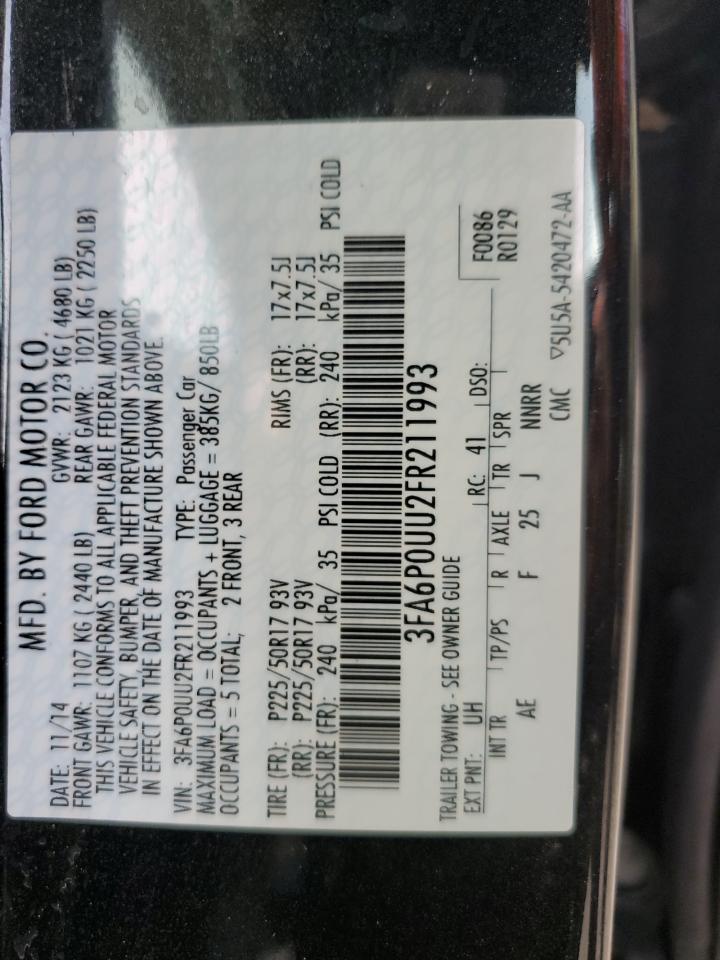 MFD. BY FORD MOTOR CO.
DATE: 11/14 GVWR: 2123 KG ( 4680 LB)
FRONT GAWR: 1107 KG ( 2440 LB) REAR GAWR: 1021 KG ( 2250 LB)
THIS VEHICLE CONFORMS TO ALL APPLICABLE FEDERAL MOTOR
VEHICLE SAFETY, BUMPER, AND THEFT PREVENTION STANDARDS
IN EFFECT ON THE DATE OF MANUFACTURE SHOWN ABOVE.
VIN: 3FA6P0UU2FR211993 TYPE: Passenger Car
MAXIMUM LOAD = OCCUPANTS + LUGGAGE = 385KG/ 850LB
OCCUPANTS = 5 TOTAL; 2 FRONT, 3 REAR
TIRE (FR): P225/50R17 93V RIMS (FR): 17x7.5J
(RR): P225/50R17 93V (RR): 17x7.5J
PRESSURE (FR): 240 kPa/ 35 PSI COLD (RR): 240 kPa/ 35 PSI COLD
3FA6P0UU2FR211993
TRAILER TOWING - SEE OWNER GUIDE F0086
EXT PNT: UH RC: 41 DSO: R0129
INT TR TP/PS R AXLE TR SPR
AE F 25 J NNRR
CMC ▽5U5A-5420472-AA